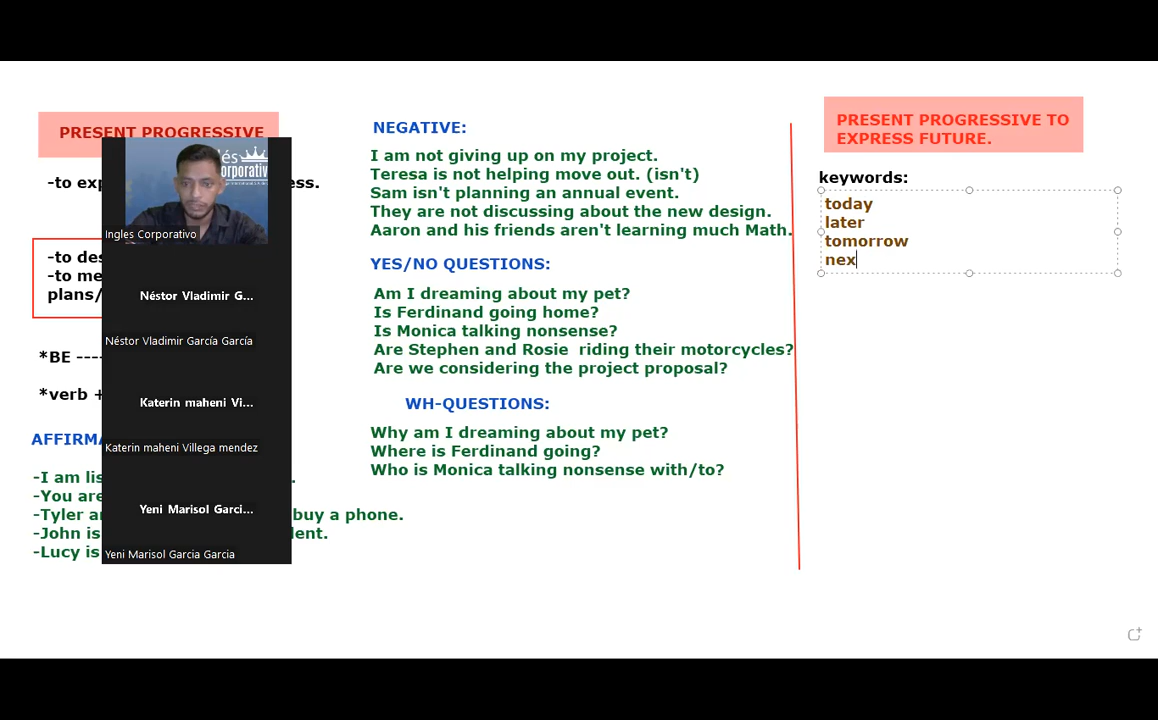 PRESENT PROGRESSIVE
-to ess.
-to
-to
plans/
*BE ----
*verb +
AFFIRMA
-I am
-You are
-Tyler buy a phone.
-John is
-Lucy is
és
orporativo
Ingles Corporativo
Néstor Vladimir G...
Néstor Vladimir García García
Katerin maheni Vi...
Katerin maheni Villega mendez
Yeni Marisol Garci...
Yeni Marisol Garcia Garcia
NEGATIVE:
I am not giving up on my project.
Teresa is not helping move out. (isn't)
Sam isn't planning an annual event.
They are not discussing about the new design.
Aaron and his friends aren't learning much Math.
YES/NO QUESTIONS:
Am I dreaming about my pet?
Is Ferdinand going home?
Is Monica talking nonsense?
Are Stephen and Rosie riding their motorcycles?
Are we considering the project proposal?
WH-QUESTIONS:
Why am I dreaming about my pet?
Where is Ferdinand going?
Who is Monica talking nonsense with/to?
PRESENT PROGRESSIVE TO
EXPRESS FUTURE.
keywords:
today
later
tomorrow
nex